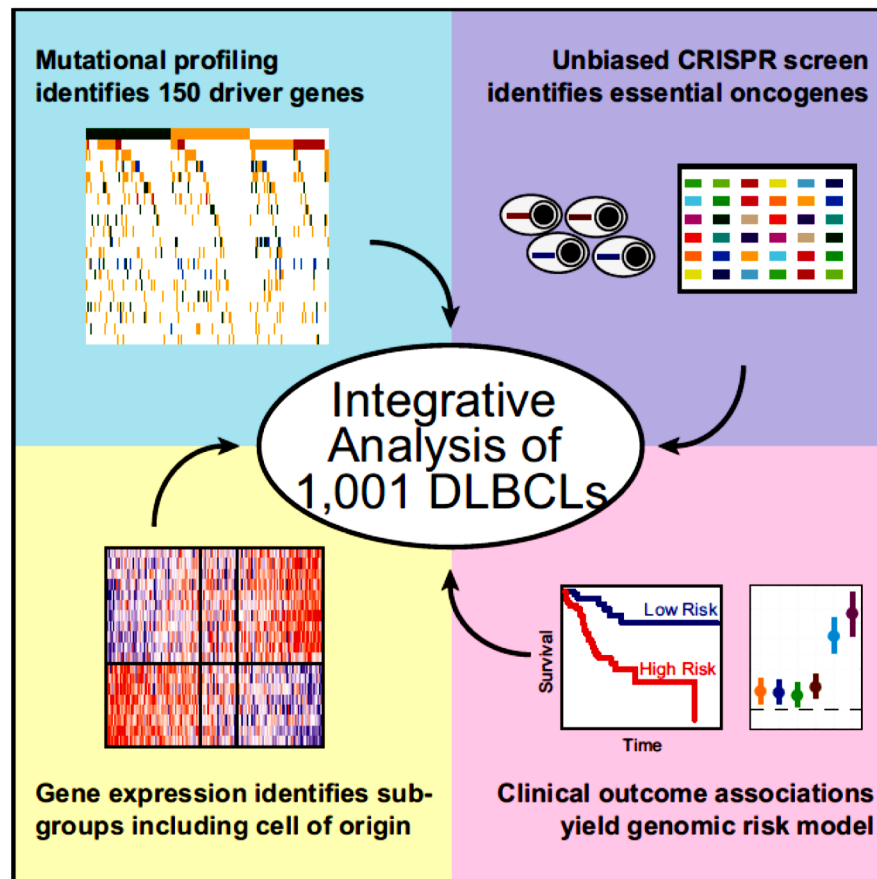 Mutational profiling
identifies 150 driver genes
Unbiased CRISPR screen
identifies essential oncogenes
Integrative
Analysis of
1,001 DLBCLs
Low Risk
High Risk
Survival
Time
Gene expression identifies sub-
groups including cell of origin
Clinical outcome associations
yield genomic risk model